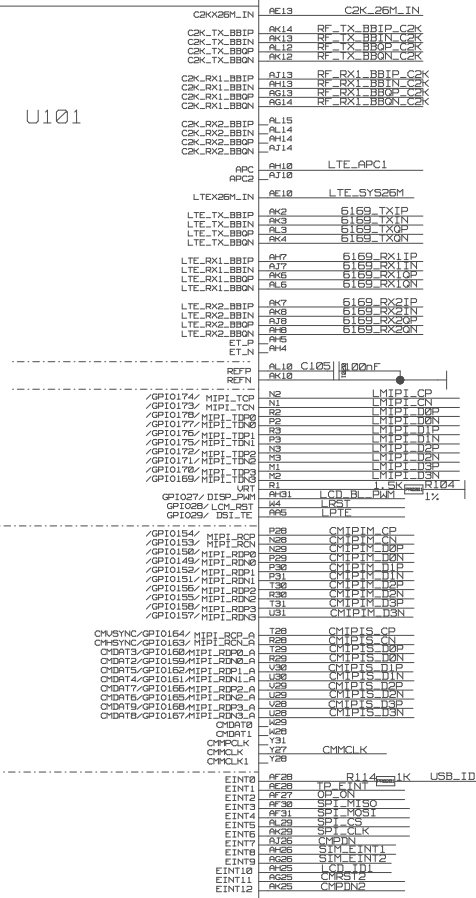 C2KX26M_IN AE13 C2K_26M_IN
C2K_TX_BBIP AK14 RF_TX_BBIP_C2K
C2K_TX_BBIN AK13 RF_TX_BBIN_C2K
C2K_TX_BBQP AL12 RF_TX_BBQP_C2K
C2K_TX_BBQN AK12 RF_TX_BBQN_C2K
C2K_RX1_BBIP AJ13 RF_RX1_BBIP_C2K
C2K_RX1_BBIN AH13 RF_RX1_BBIN_C2K
C2K_RX1_BBQP AG13 RF_RX1_BBQP_C2K
C2K_RX1_BBQN AG14 RF_RX1_BBQN_C2K
U101
C2K_RX2_BBIP AL15
C2K_RX2_BBIN AL14
C2K_RX2_BBQP AH14
C2K_RX2_BBQN AJ14
APC AH10 LTE_APC1
APC2 AJ10
LTEX26M_IN AE10 LTE_SYS26M
LTE_TX_BBIP AK2 6169_TXIP
LTE_TX_BBIN AK3 6169_TXIN
LTE_TX_BBQP AL3 6169_TXQP
LTE_TX_BBQN AK4 6169_TXQN
LTE_RX1_BBIP AH7 6169_RX1IP
LTE_RX1_BBIN AJ7 6169_RX1IN
LTE_RX1_BBQP AK6 6169_RX1QP
LTE_RX1_BBQN AL6 6169_RX1QN
LTE_RX2_BBIP AK7 6169_RX2IP
LTE_RX2_BBIN AK8 6169_RX2IN
LTE_RX2_BBQP AJ8 6169_RX2QP
LTE_RX2_BBQN AH8 6169_RX2QN
ET_P AH5
ET_N AH4
REFP AL10 C105 100nF
REFN AK10
/GPIO174/ MIPI_TCP N2 LMIPI_CP
/GPIO173/ MIPI_TCN N1 LMIPI_CN
/GPIO178/ MIPI_TDP0 R2 LMIPI_D0P
/GPIO177/ MIPI_TDN0 P2 LMIPI_D0N
/GPIO176/ MIPI_TDP1 R3 LMIPI_D1P
/GPIO175/ MIPI_TDN1 P3 LMIPI_D1N
/GPIO172/ MIPI_TDP2 N3 LMIPI_D2P
/GPIO171/ MIPI_TDN2 M3 LMIPI_D2N
/GPIO170/ MIPI_TDP3 M1 LMIPI_D3P
/GPIO169/ MIPI_TDN3 M2 LMIPI_D3N
VRT R1 1.5K R104
GPIO27/ DISP_PWM AH31 LCD_BL_PWM 1%
GPIO28/ LCM_RST W4 LRST
GPIO29/ DSI_TE AA5 LPTE
/GPIO154/ MIPI_RCP P28 CMIPIM_CP
/GPIO153/ MIPI_RCN N28 CMIPIM_CN
/GPIO150/ MIPI_RDP0 N29 CMIPIM_D0P
/GPIO149/ MIPI_RDN0 P29 CMIPIM_D0N
/GPIO152/ MIPI_RDP1 P30 CMIPIM_D1P
/GPIO151/ MIPI_RDN1 P31 CMIPIM_D1N
/GPIO156/ MIPI_RDP2 T30 CMIPIM_D2P
/GPIO155/ MIPI_RDN2 R30 CMIPIM_D2N
/GPIO158/ MIPI_RDP3 T31 CMIPIM_D3P
/GPIO157/ MIPI_RDN3 U31 CMIPIM_D3N
CMVSYNC/GPIO164/ MIPI_RCP_A T28 CMIPIS_CP
CMHSYNC/GPIO163/ MIPI_RCN_A R28 CMIPIS_CN
CMDAT3/GPIO160/MIPI_RDP0_A T29 CMIPIS_D0P
CMDAT2/GPIO159/MIPI_RDN0_A R29 CMIPIS_D0N
CMDAT5/GPIO162/MIPI_RDP1_A V30 CMIPIS_D1P
CMDAT4/GPIO161/MIPI_RDN1_A U30 CMIPIS_D1N
CMDAT7/GPIO166/MIPI_RDP2_A V29 CMIPIS_D2P
CMDAT6/GPIO165/MIPI_RDN2_A U29 CMIPIS_D2N
CMDAT9/GPIO168/MIPI_RDP3_A V28 CMIPIS_D3P
CMDAT8/GPIO167/MIPI_RDN3_A U28 CMIPIS_D3N
CMDAT0 W29
CMDAT1 W28
CMMPCLK Y31
CMMCLK Y27 CMMCLK
CMMCLK1 Y28
EINT0 AF28 R114 1K USB_ID
EINT1 AE28 TP_EINT
EINT2 AF27 OP_ON
EINT3 AF30 SPI_MISO
EINT4 AF31 SPI_MOSI
EINT5 AL29 SPI_CS
EINT6 AK29 SPI_CLK
EINT7 AJ26 CMPDN
EINT8 AH26 SIM_EINT1
EINT9 AG26 SIM_EINT2
EINT10 AH25 LCD_ID1
EINT11 AG25 CMRST2
EINT12 AK25 CMPDN2